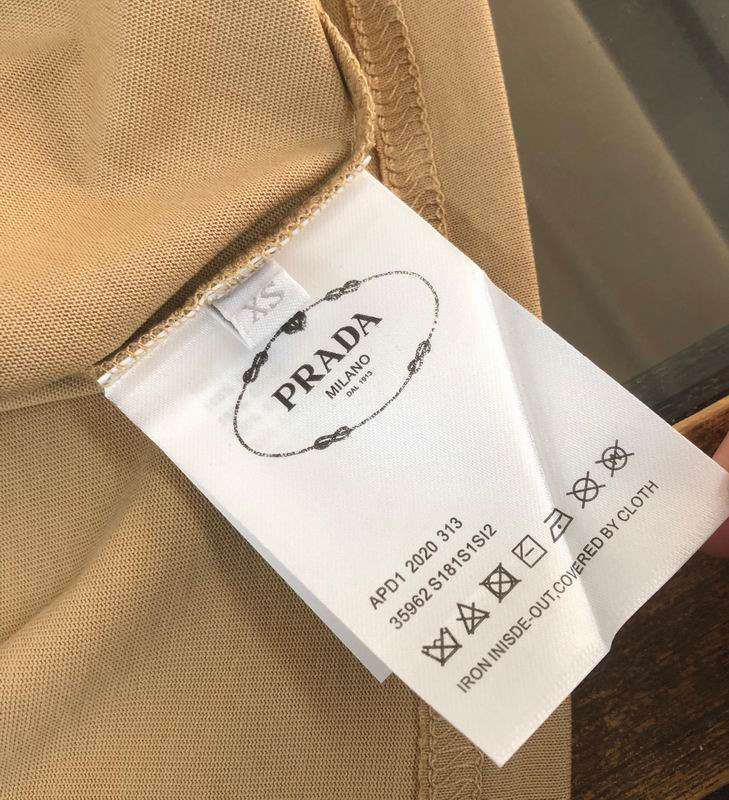 XS
PRADA
MILANO
DAL 1913
APD1 2020 313
35962 S181S1SI2
IRON INISDE-OUT,COVERED BY CLOTH